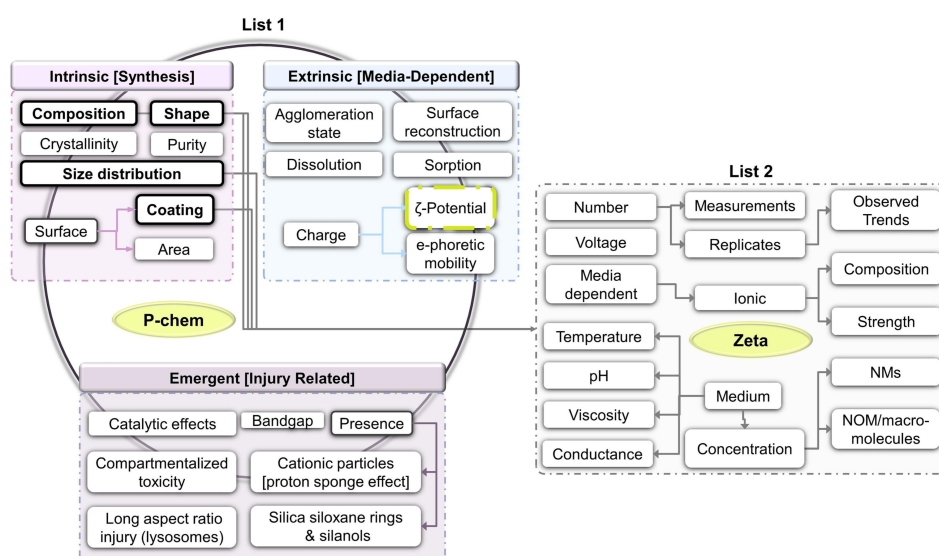 List 1
Intrinsic [Synthesis]
Composition
Shape
Crystallinity
Purity
Size distribution
Surface
Coating
Area
Extrinsic [Media-Dependent]
Agglomeration
state
Surface
reconstruction
Dissolution
Sorption
Charge
ζ-Potential
e-phoretic
mobility
P-chem
Emergent [Injury Related]
Catalytic effects
Bandgap
Presence
Compartmentalized
toxicity
Cationic particles
[proton sponge effect]
Long aspect ratio
injury (lysosomes)
Silica siloxane rings
& silanols
List 2
Number
Measurements
Observed
Trends
Voltage
Replicates
Media
dependent
Ionic
Composition
Strength
Temperature
Zeta
pH
Medium
NMs
Viscosity
Conductance
Concentration
NOM/macro-
molecules